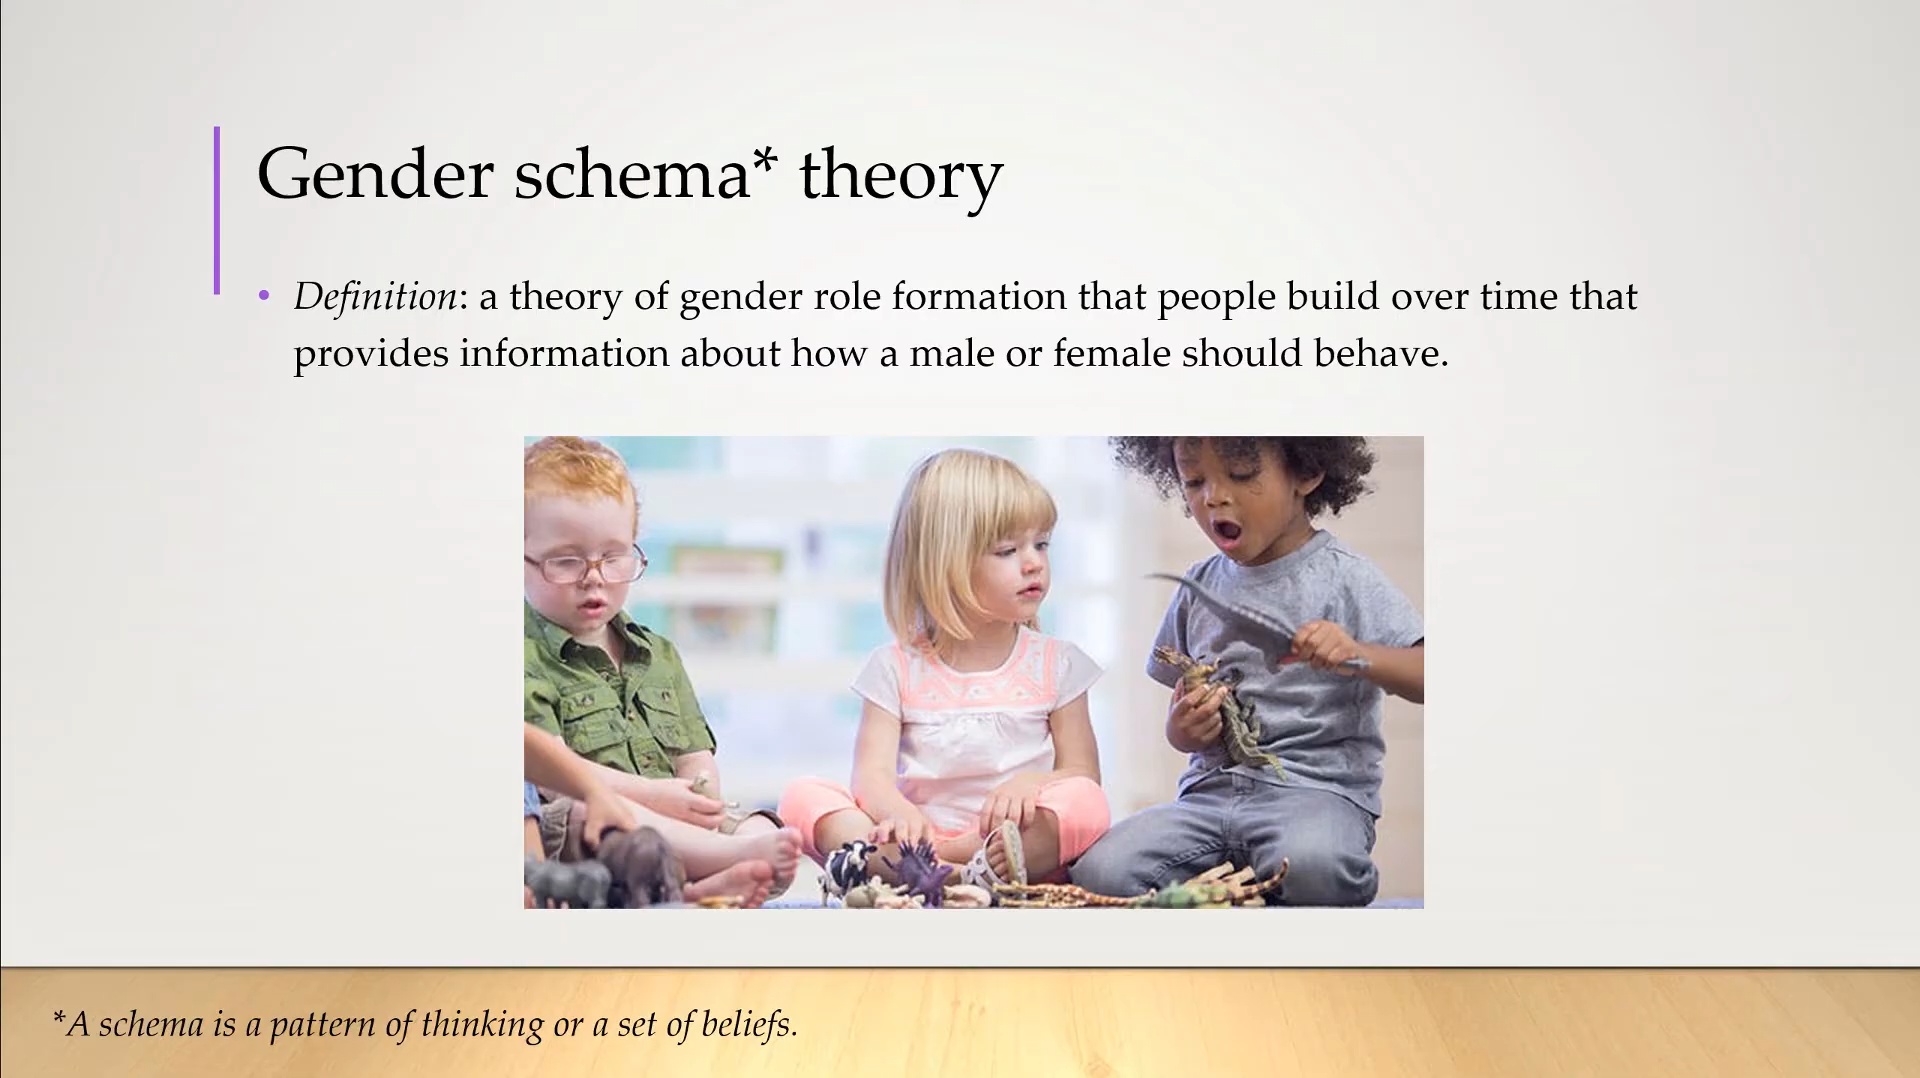 Gender schema* theory
• Definition: a theory of gender role formation that people build over time that
provides information about how a male or female should behave.
*A schema is a pattern of thinking or a set of beliefs.